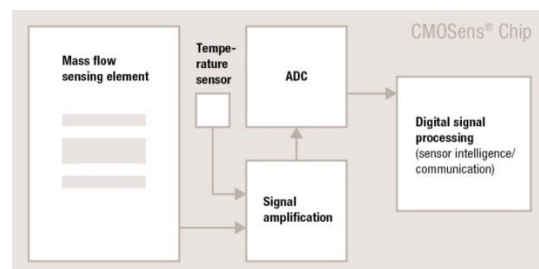 CMOSens® Chip
Mass flow
sensing element
Tempe-
rature
sensor
ADC
Digital signal
processing
(sensor intelligence/
communication)
Signal
amplification